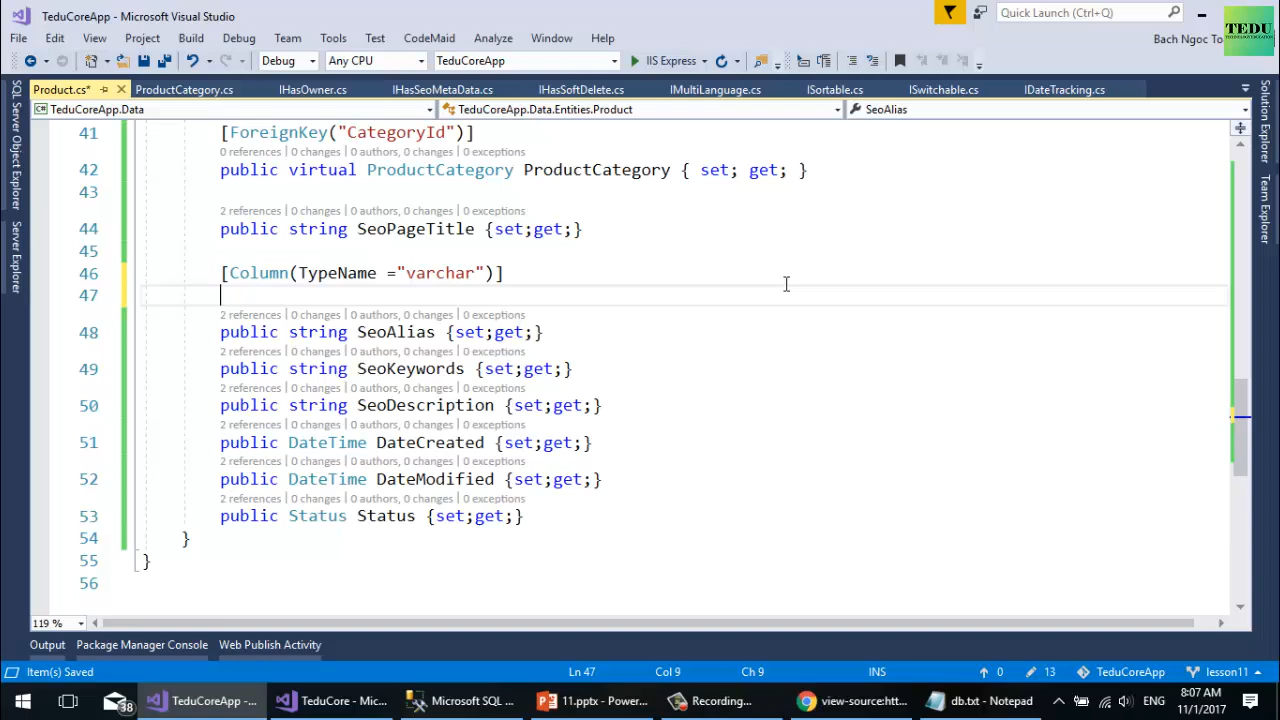 TeduCoreApp - Microsoft Visual Studio
Quick Launch (Ctrl+Q)
TEDU
File Edit View Project Build Debug Team Tools Test CodeMaid Analyze Window Help
Bach Ngoc To
Debug Any CPU TeduCoreApp IIS Express
Product.cs* ProductCategory.cs IHasOwner.cs IHasSeoMetaData.cs IHasSoftDelete.cs IMultiLanguage.cs ISortable.cs ISwitchable.cs IDateTracking.cs
TeduCoreApp.Data TeduCoreApp.Data.Entities.Product SeoAlias
SQL Server Object Explorer
Server Explorer
Solution Explorer
Team Explorer
41 [ForeignKey("CategoryId")]
0 references | 0 changes | 0 authors, 0 changes | 0 exceptions
42 public virtual ProductCategory ProductCategory { set; get; }
43
2 references | 0 changes | 0 authors, 0 changes | 0 exceptions
44 public string SeoPageTitle {set;get;}
45
46 [Column(TypeName ="varchar")]
47
2 references | 0 changes | 0 authors, 0 changes | 0 exceptions
48 public string SeoAlias {set;get;}
2 references | 0 changes | 0 authors, 0 changes | 0 exceptions
49 public string SeoKeywords {set;get;}
2 references | 0 changes | 0 authors, 0 changes | 0 exceptions
50 public string SeoDescription {set;get;}
2 references | 0 changes | 0 authors, 0 changes | 0 exceptions
51 public DateTime DateCreated {set;get;}
2 references | 0 changes | 0 authors, 0 changes | 0 exceptions
52 public DateTime DateModified {set;get;}
2 references | 0 changes | 0 authors, 0 changes | 0 exceptions
53 public Status Status {set;get;}
54 }
55 }
56
119 %
Output Package Manager Console Web Publish Activity
Item(s) Saved Ln 47 Col 9 Ch 9 INS 0 13 TeduCoreApp lesson11
38 TeduCoreApp -... TeduCore - Mic... Microsoft SQL ... 11.pptx - Power... Recording... view-source:htt... db.txt - Notepad ENG 8:07 AM
11/1/2017